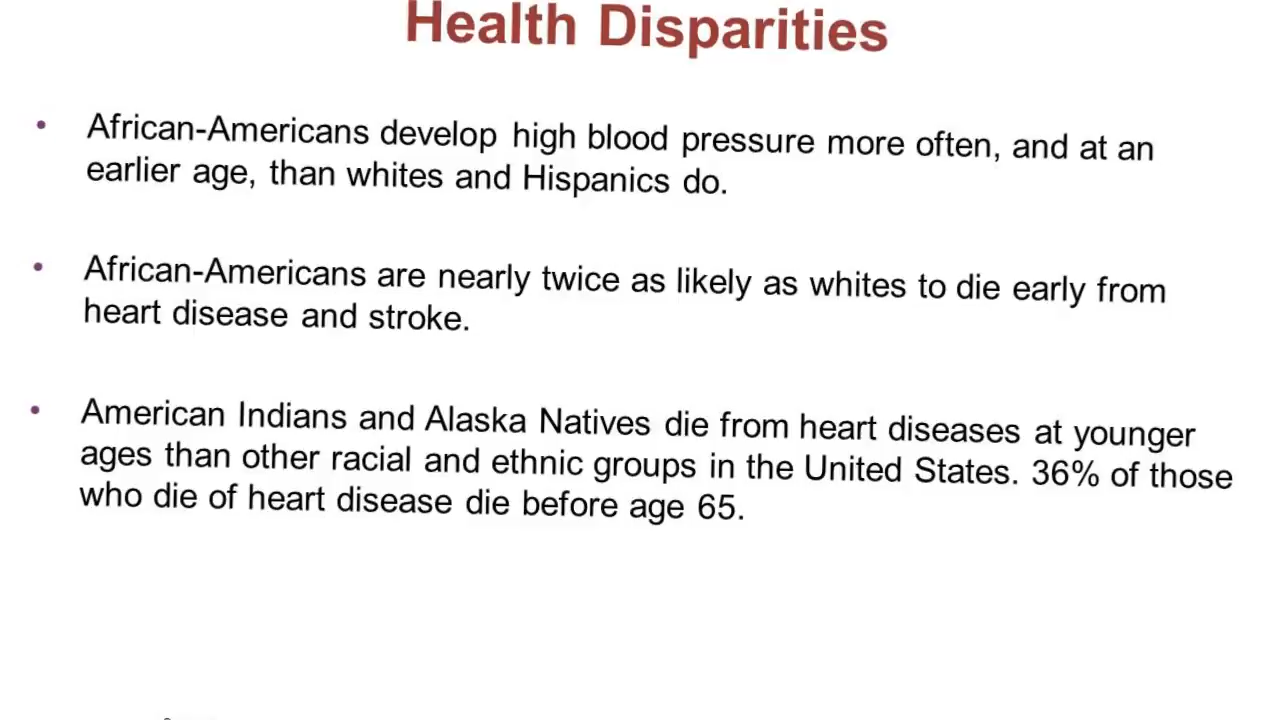 Health Disparities
• African-Americans develop high blood pressure more often, and at an
earlier age, than whites and Hispanics do.
• African-Americans are nearly twice as likely as whites to die early from
heart disease and stroke.
• American Indians and Alaska Natives die from heart diseases at younger
ages than other racial and ethnic groups in the United States. 36% of those
who die of heart disease die before age 65.